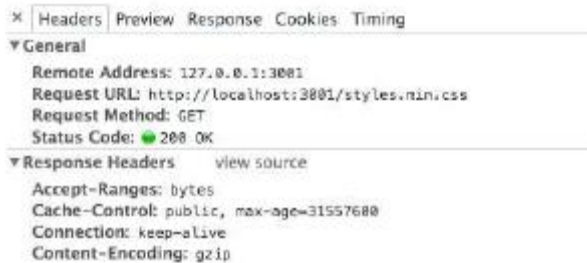 × Headers Preview Response Cookies Timing
▼General
Remote Address: 127.0.0.1:3001
Request URL: http://localhost:3001/styles.min.css
Request Method: GET
Status Code: 200 OK
▼Response Headers view source
Accept-Ranges: bytes
Cache-Control: public, max-age=31557600
Connection: keep-alive
Content-Encoding: gzip